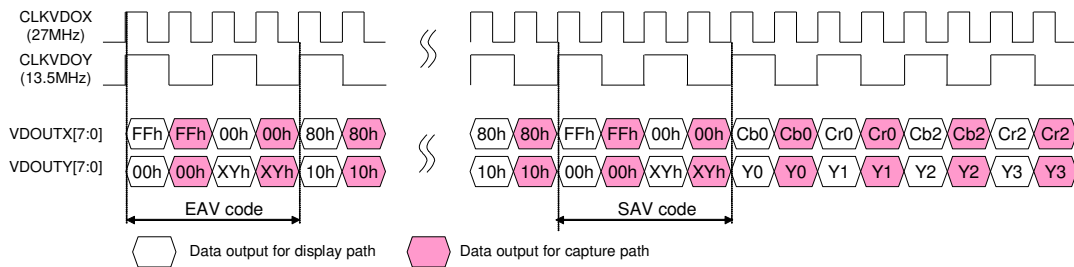 CLKVDOX
(27MHz)
CLKVDOY
(13.5MHz)
VDOUTX[7:0] FFh FFh 00h 00h 80h 80h 80h 80h FFh FFh 00h 00h Cb0 Cb0 Cr0 Cr0 Cb2 Cb2 Cr2 Cr2
VDOUTY[7:0] 00h 00h XYh XYh 10h 10h 10h 10h 00h 00h XYh XYh Y0 Y0 Y1 Y1 Y2 Y2 Y3 Y3
EAV code SAV code
Data output for display path Data output for capture path